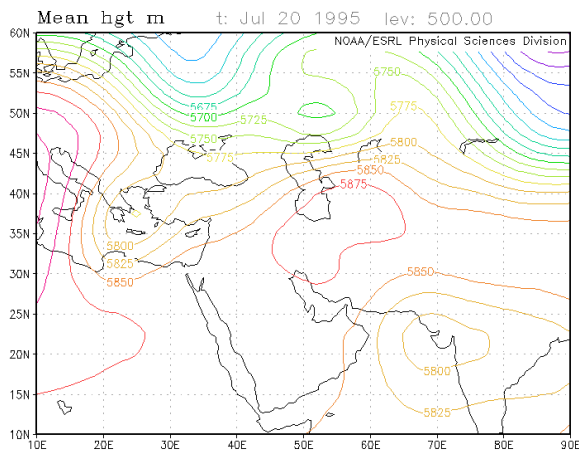 Mean hgt m t: Jul 20 1995 lev: 500.00
NOAA/ESRL Physical Sciences Division
60N
55N
50N
45N
40N
35N
30N
25N
20N
15N
10N
5675
5700
5725
5750
5775
5750
5775
5800
5825
5850
5875
5800
5825
5850
5850
5800
5825
10E 20E 30E 40E 50E 60E 70E 80E 90E